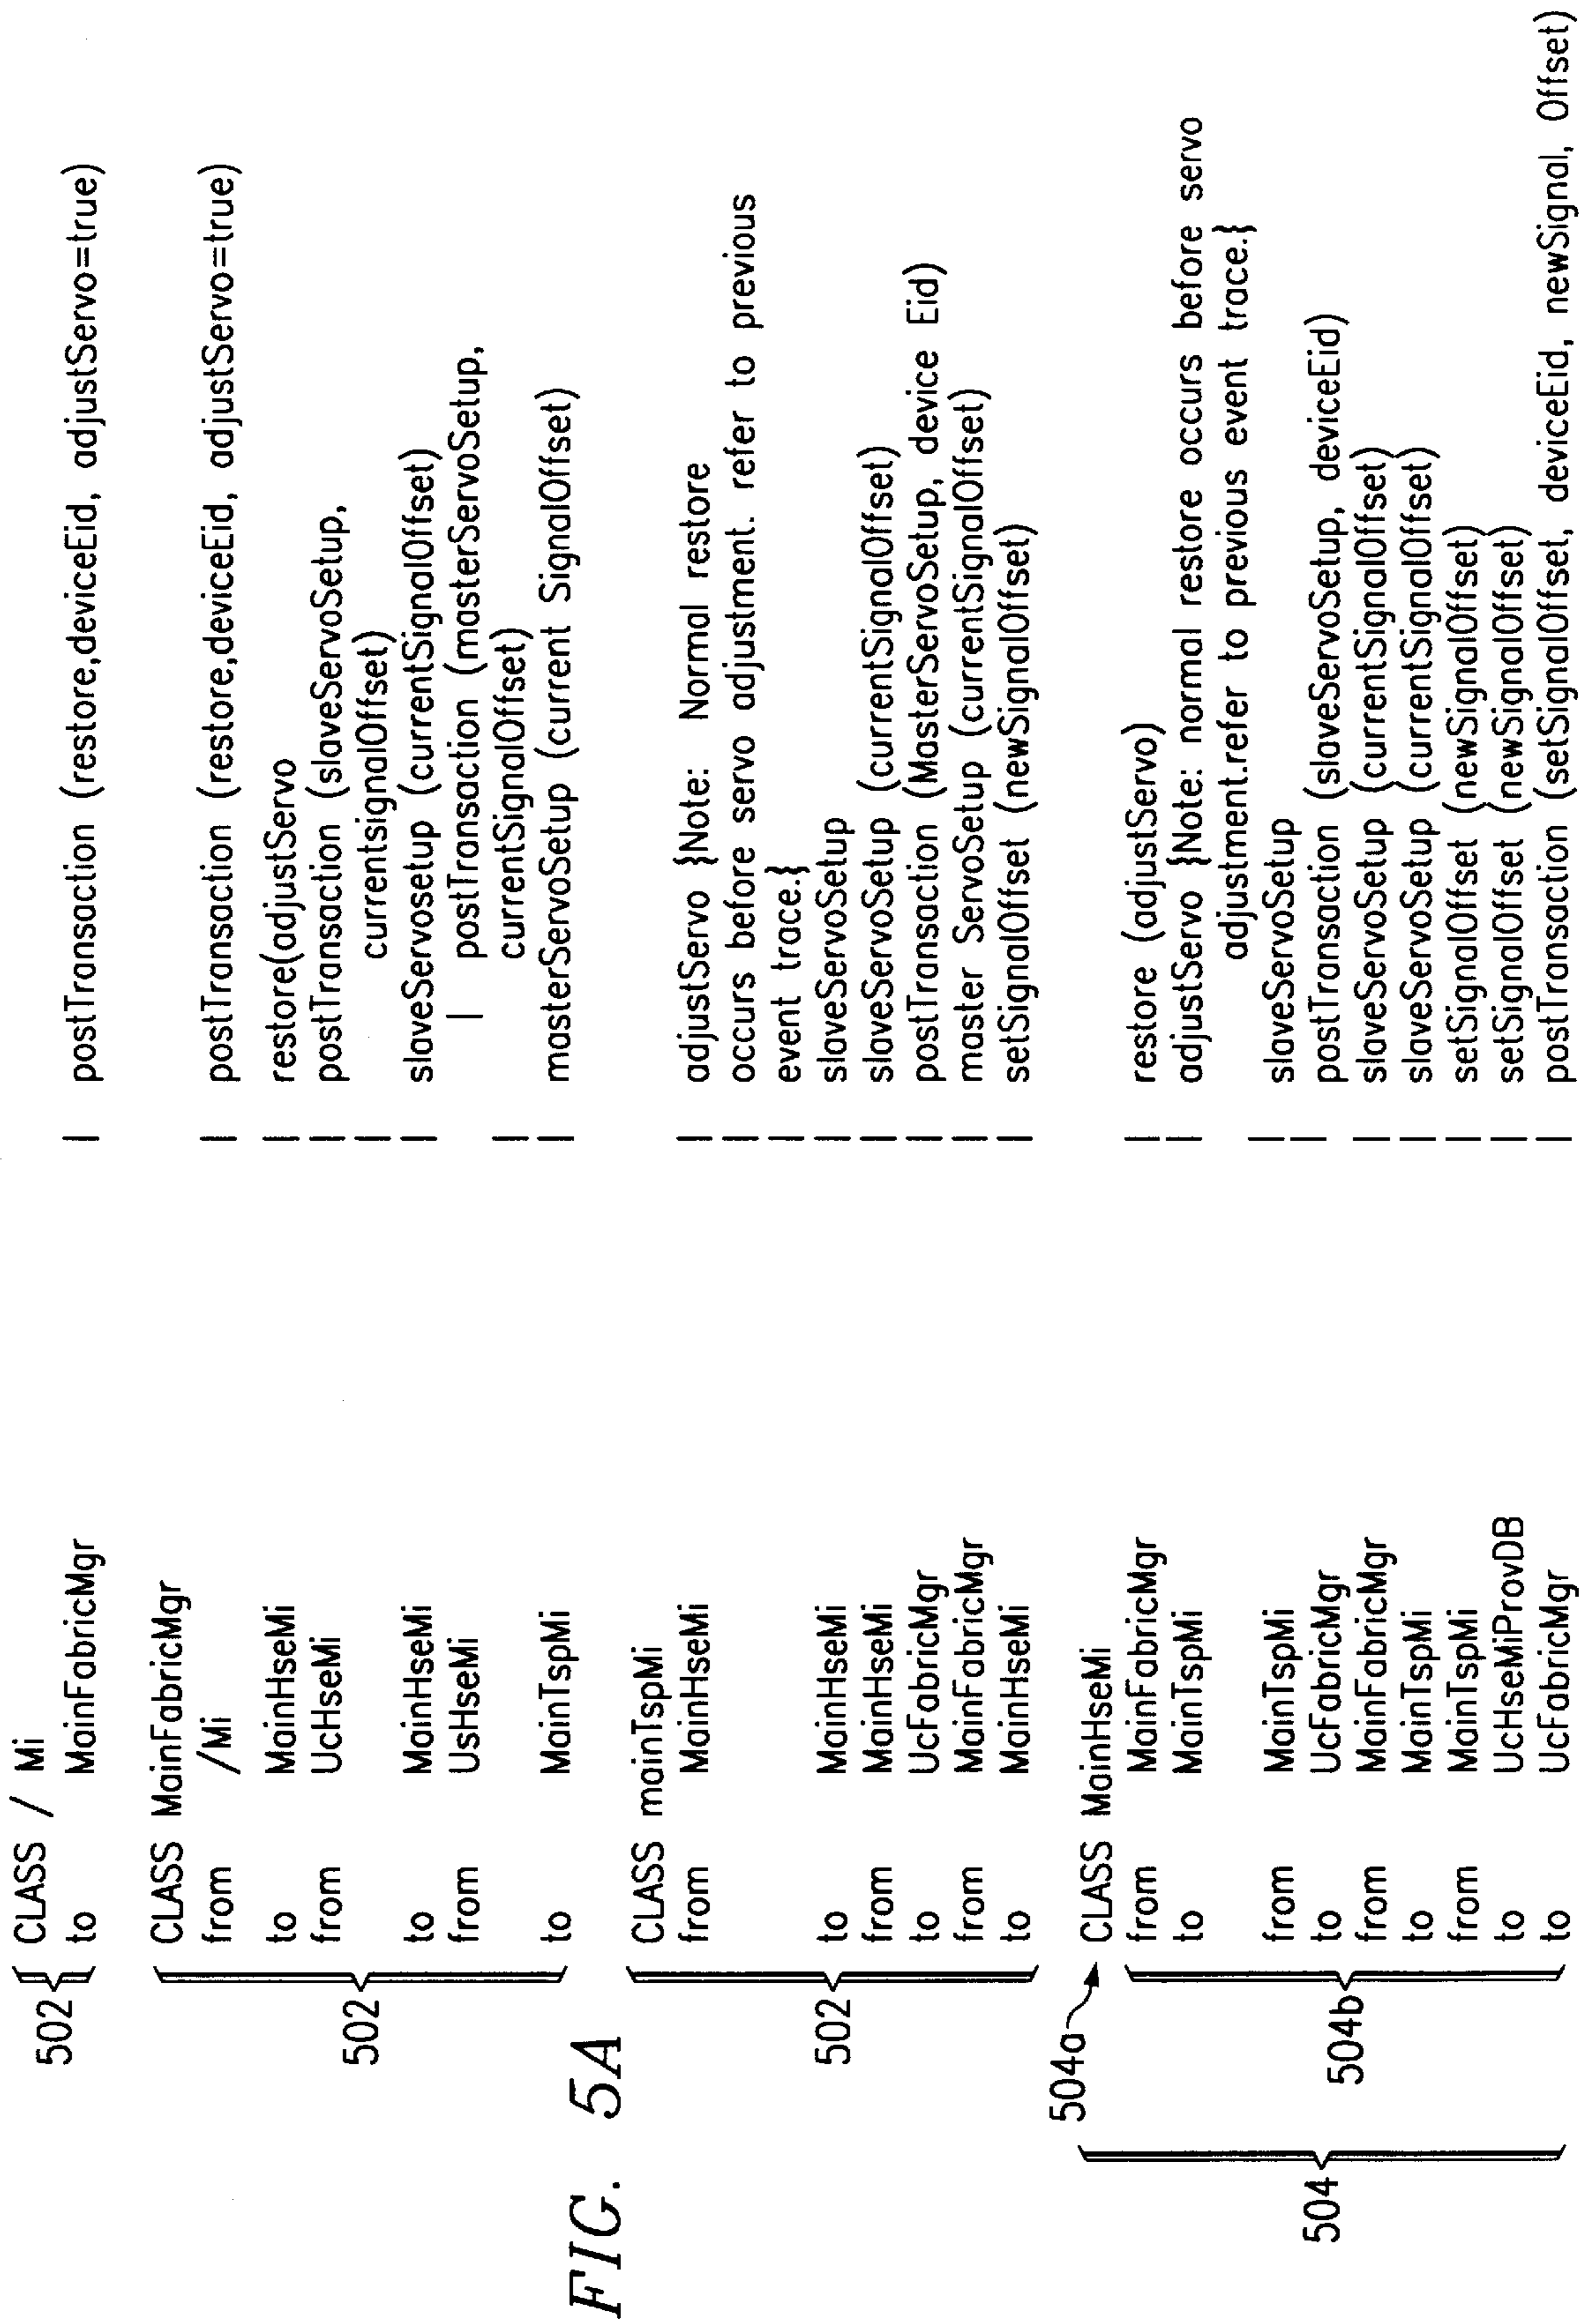 502 { CLASS / Mi
to MainFabricMgr | postTransaction (restore,deviceEid, adjustServo=true)
502 { CLASS MainFabricMgr
from /Mi | postTransaction (restore,deviceEid, adjustServo=true)
to MainHseMi | restore(adjustServo
from UcHseMi | postTransaction (slaveServoSetup,
| currentsignalOffset)
to MainHseMi | slaveServosetup (currentSignalOffset)
from UsHseMi | postTransaction (masterServoSetup,
| currentSignalOffset)
to MainTspMi | masterServoSetup (current SignalOffset)
FIG. 5A
502 { CLASS mainTspMi
from MainHseMi | adjustServo {Note: Normal restore
| occurs before servo adjustment. refer to previous
| event trace.}
to MainHseMi | slaveServoSetup
from MainHseMi | slaveServoSetup (currentSignalOffset)
to UcFabricMgr | postTransaction (MasterServoSetup, device Eid)
from MainFabricMgr | master ServoSetup (currentSignalOffset)
to MainHseMi | setSignalOffset (newSignalOffset)
504a CLASS MainHseMi
504 { 504b { from MainFabricMgr | restore (adjustServo)
to MainTspMi | adjustServo {Note: normal restore occurs before servo
adjustment.refer to previous event trace.}
from MainTspMi | slaveServoSetup
to UcFabricMgr | postTransaction (slaveServoSetup, deviceEid)
from MainFabricMgr | slaveServoSetup (currentSignalOffset)
to MainTspMi | slaveServoSetup (currentSignalOffset)
from MainTspMi | setSignalOffset (newSignalOffset)
to UcHseMiProvDB | setSignalOffset (newSignalOffset)
to UcFabricMgr | postTransaction (setSignalOffset, deviceEid, newSignal, Offset)